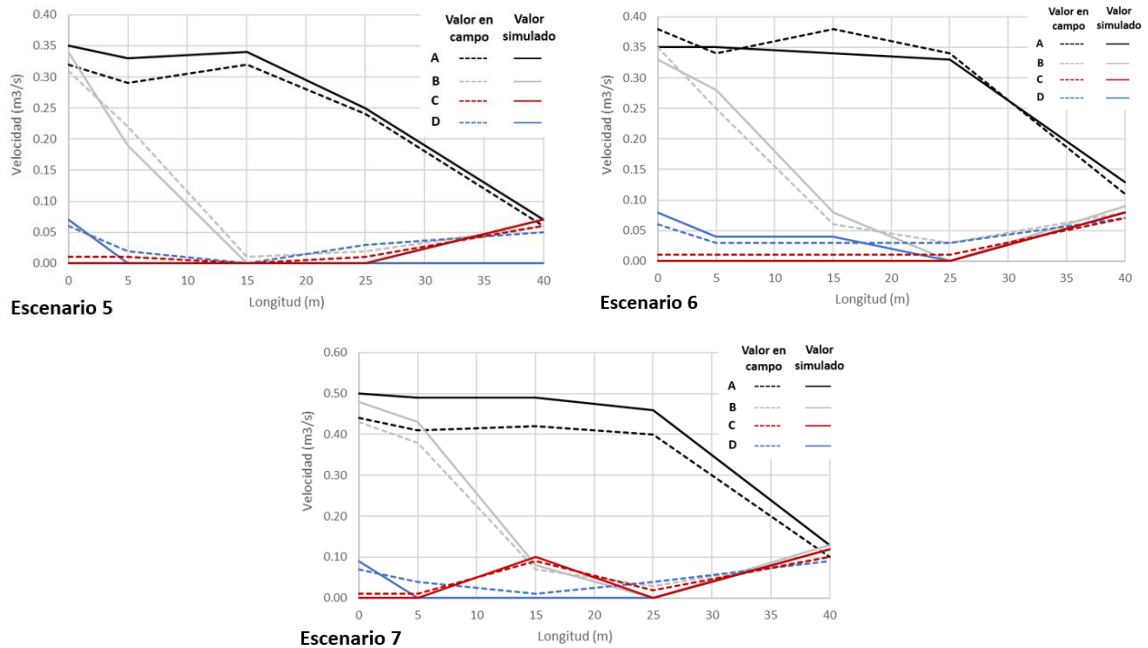 Valor en Valor
campo simulado
A
B
C
D
0.40
0.35
0.30
0.25
0.20
0.15
0.10
0.05
0.00
Velocidad (m3/s)
0 5 10 15 20 25 30 35 40
Longitud (m)
Escenario 5
Valor en Valor
campo simulado
A
B
C
D
0.40
0.35
0.30
0.25
0.20
0.15
0.10
0.05
0.00
Velocidad (m3/s)
0 5 10 15 20 25 30 35 40
Longitud (m)
Escenario 6
Valor en Valor
campo simulado
A
B
C
D
0.60
0.50
0.40
0.30
0.20
0.10
0.00
Velocidad (m3/s)
0 5 10 15 20 25 30 35 40
Longitud (m)
Escenario 7